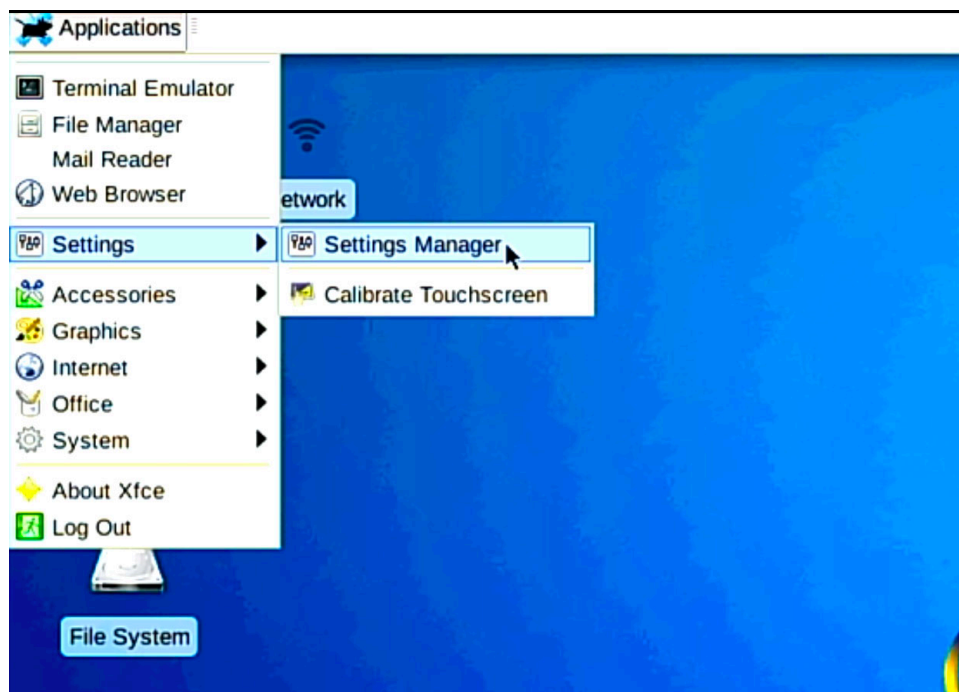 Applications
Terminal Emulator
File Manager
Mail Reader
Web Browser
etwork
Settings
Settings Manager
Accessories
Calibrate Touchscreen
Graphics
Internet
Office
System
About Xfce
Log Out
File System